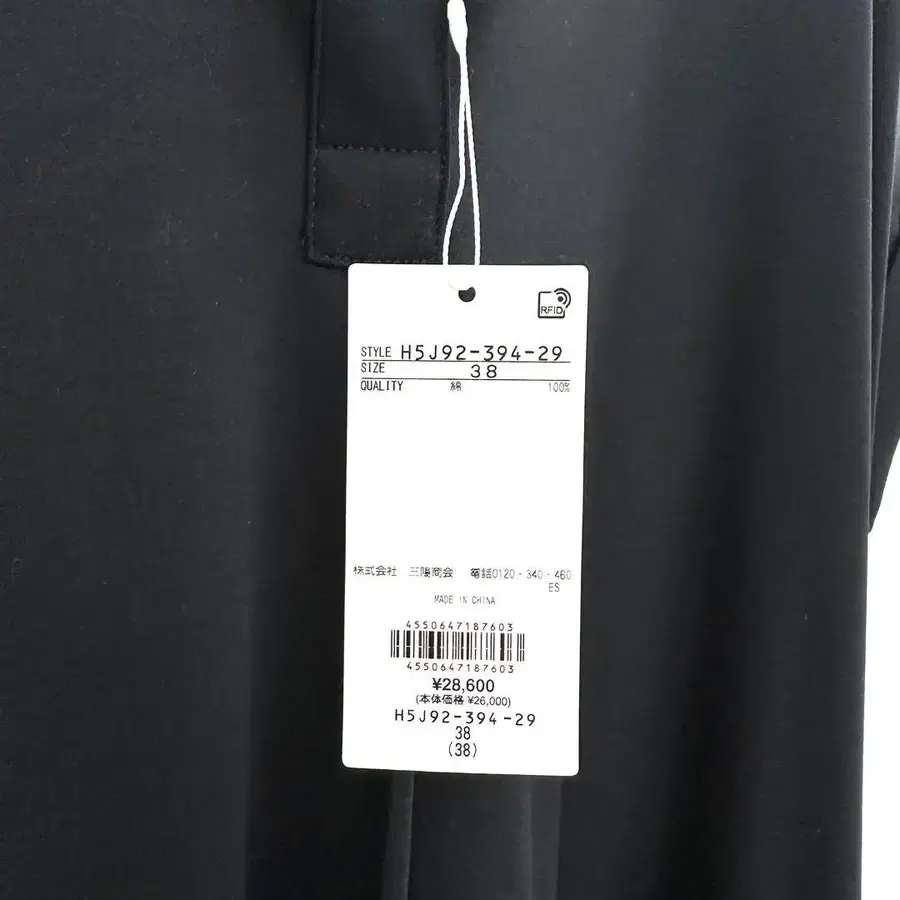 RFID
STYLE H5J92-394-29
SIZE 38
QUALITY 綿 100%
株式会社 三陽商会 電話0120-340-460
ES
MADE IN CHINA
4550647187603
4550647187603
¥28,600
(本体価格 ¥26,000)
H5J92-394-29
38
(38)